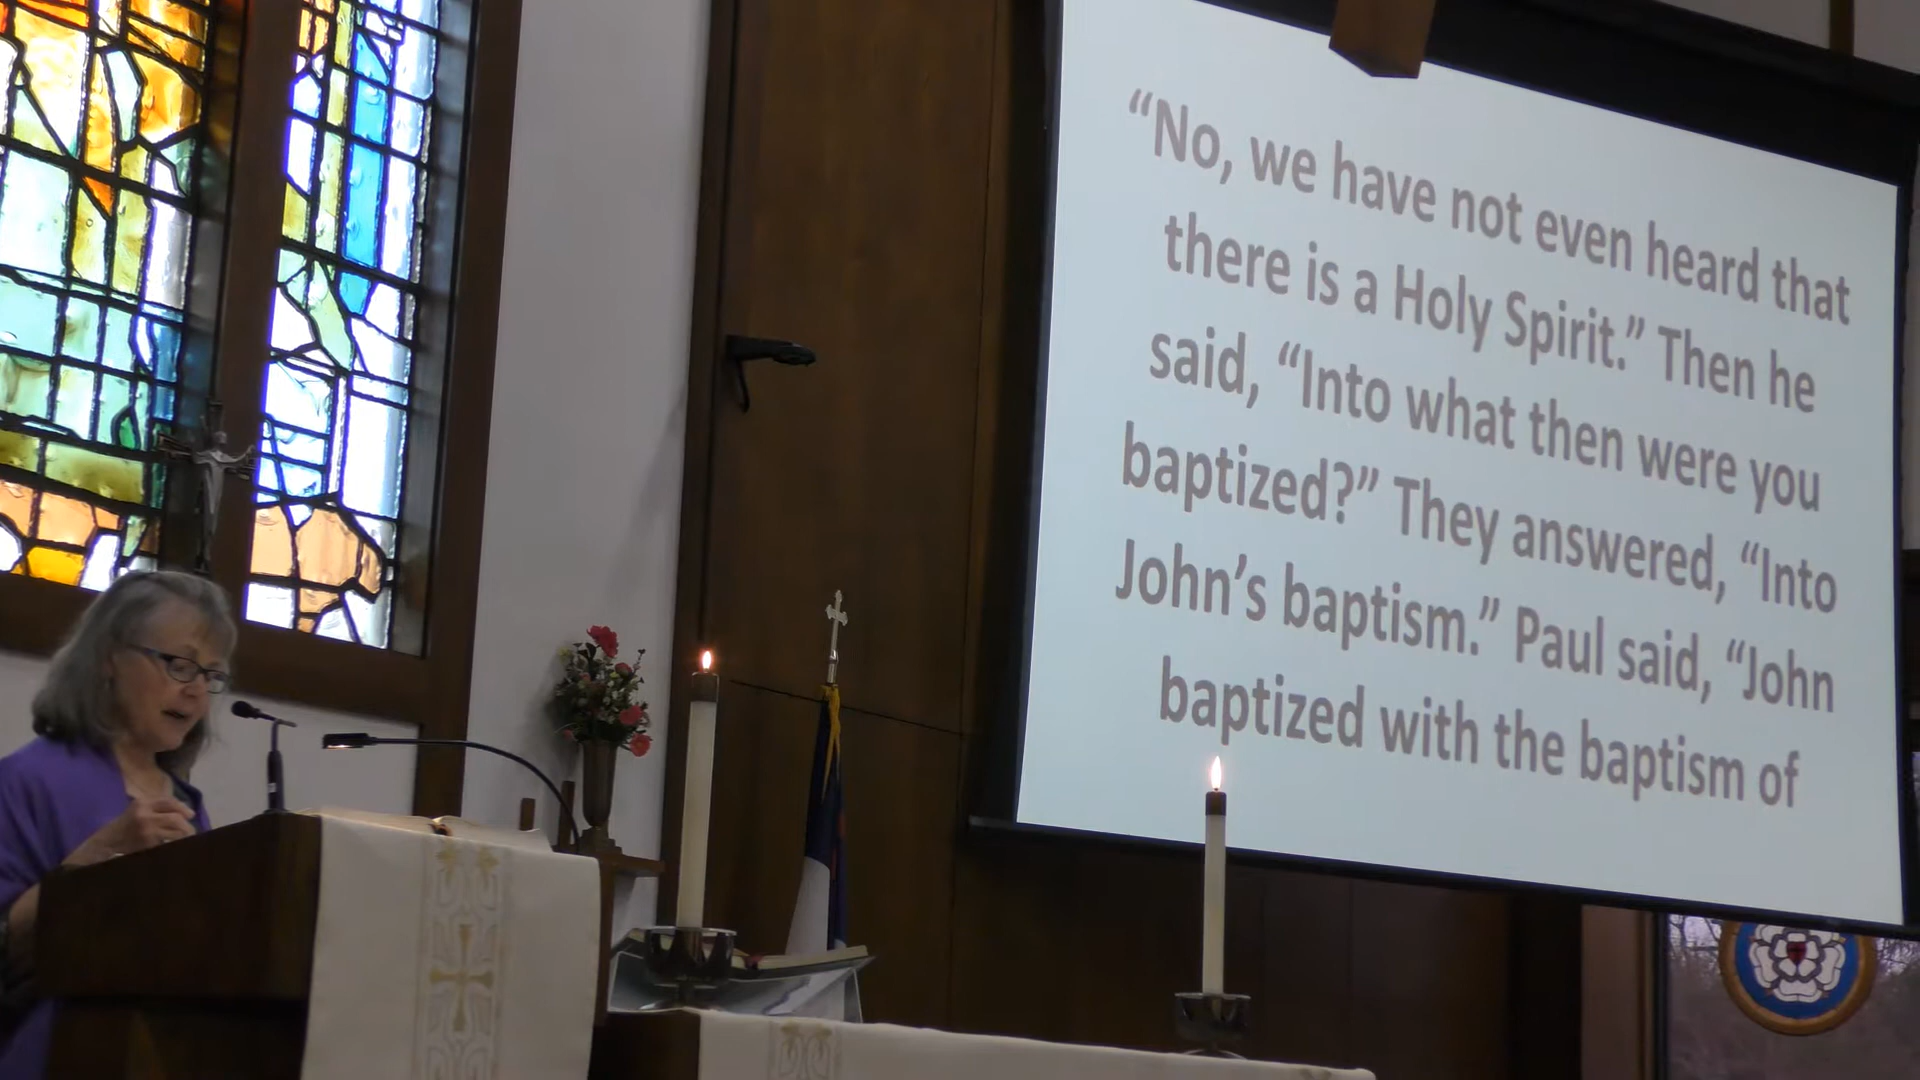 “No, we have not even heard that
there is a Holy Spirit.” Then he
said, “Into what then were you
baptized?” They answered, “Into
John’s baptism.” Paul said, “John
baptized with the baptism of